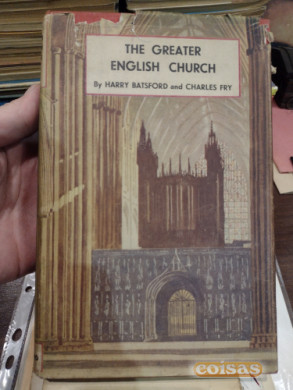 THE GREATER
ENGLISH CHURCH
By HARRY BATSFORD and CHARLES FRY
coisas